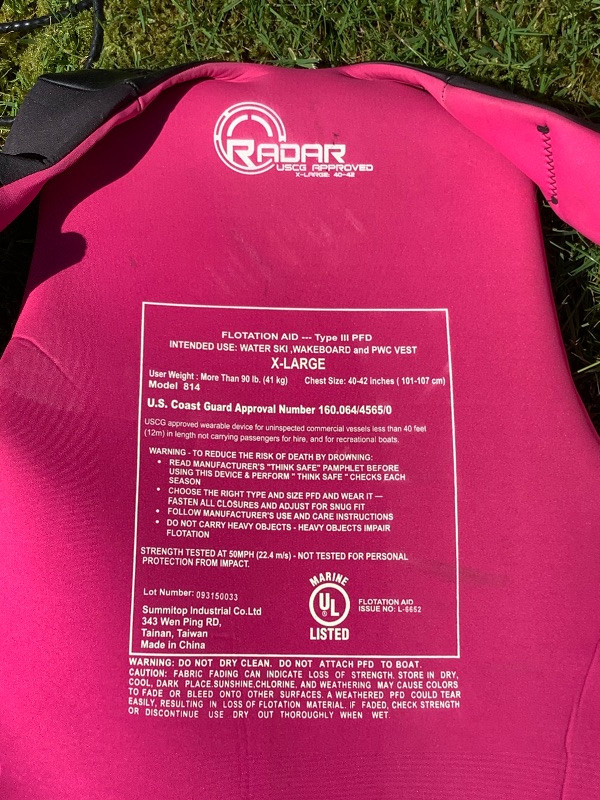 RADAR
USCG APPROVED
X-LARGE: 40-42
FLOTATION AID --- Type III PFD
INTENDED USE: WATER SKI ,WAKEBOARD and PWC VEST
X-LARGE
User Weight : More Than 90 lb. (41 kg) Chest Size: 40-42 inches ( 101-107 cm)
Model 814
U.S. Coast Guard Approval Number 160.064/4565/0
USCG approved wearable device for uninspected commercial vessels less than 40 feet
(12m) in length not carrying passengers for hire, and for recreational boats.
WARNING - TO REDUCE THE RISK OF DEATH BY DROWNING:
• READ MANUFACTURER'S "THINK SAFE" PAMPHLET BEFORE
USING THIS DEVICE & PERFORM " THINK SAFE " CHECKS EACH
SEASON
• CHOOSE THE RIGHT TYPE AND SIZE PFD AND WEAR IT —
FASTEN ALL CLOSURES AND ADJUST FOR SNUG FIT
• FOLLOW MANUFACTURER'S USE AND CARE INSTRUCTIONS
• DO NOT CARRY HEAVY OBJECTS - HEAVY OBJECTS IMPAIR
FLOTATION
STRENGTH TESTED AT 50MPH (22.4 m/s) - NOT TESTED FOR PERSONAL
PROTECTION FROM IMPACT.
MARINE
UL ®
LISTED
FLOTATION AID
ISSUE NO: L-6652
Lot Number: 093150033
Summitop Industrial Co.Ltd
343 Wen Ping RD,
Tainan, Taiwan
Made in China
WARNING: DO NOT DRY CLEAN. DO NOT ATTACH PFD TO BOAT.
CAUTION: FABRIC FADING CAN INDICATE LOSS OF STRENGTH. STORE IN DRY,
COOL, DARK PLACE.SUNSHINE,CHLORINE, AND WEATHERING MAY CAUSE COLORS
TO FADE OR BLEED ONTO OTHER SURFACES. A WEATHERED PFD COULD TEAR
EASILY, RESULTING IN LOSS OF FLOTATION MATERIAL. IF FADED, CHECK STRENGTH
OR DISCONTINUE USE DRY OUT THOROUGHLY WHEN WET.